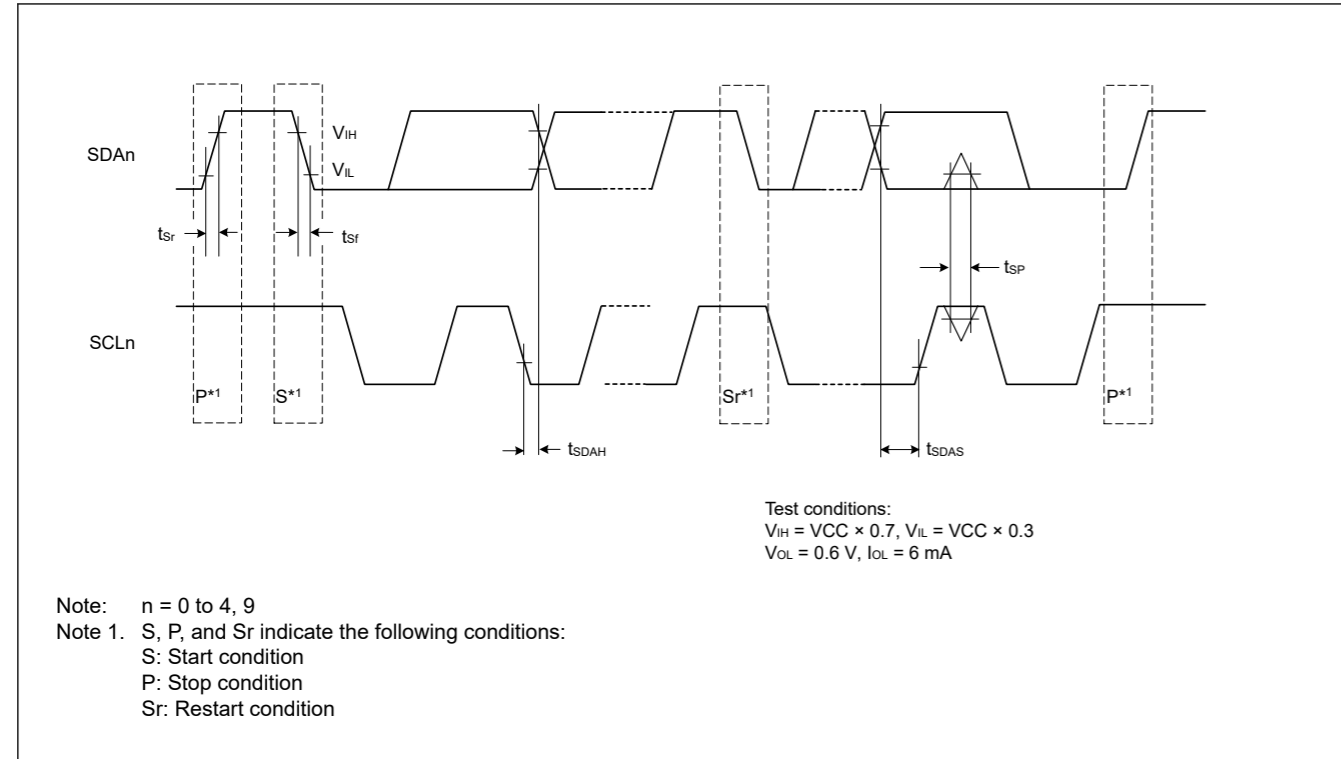 SDAn
VIH
VIL
tSr
tSf
tSP
SCLn
P*1
S*1
Sr*1
P*1
tSDAH
tSDAS
Test conditions:
VIH = VCC × 0.7, VIL = VCC × 0.3
VOL = 0.6 V, IOL = 6 mA
Note: n = 0 to 4, 9
Note 1. S, P, and Sr indicate the following conditions:
S: Start condition
P: Stop condition
Sr: Restart condition